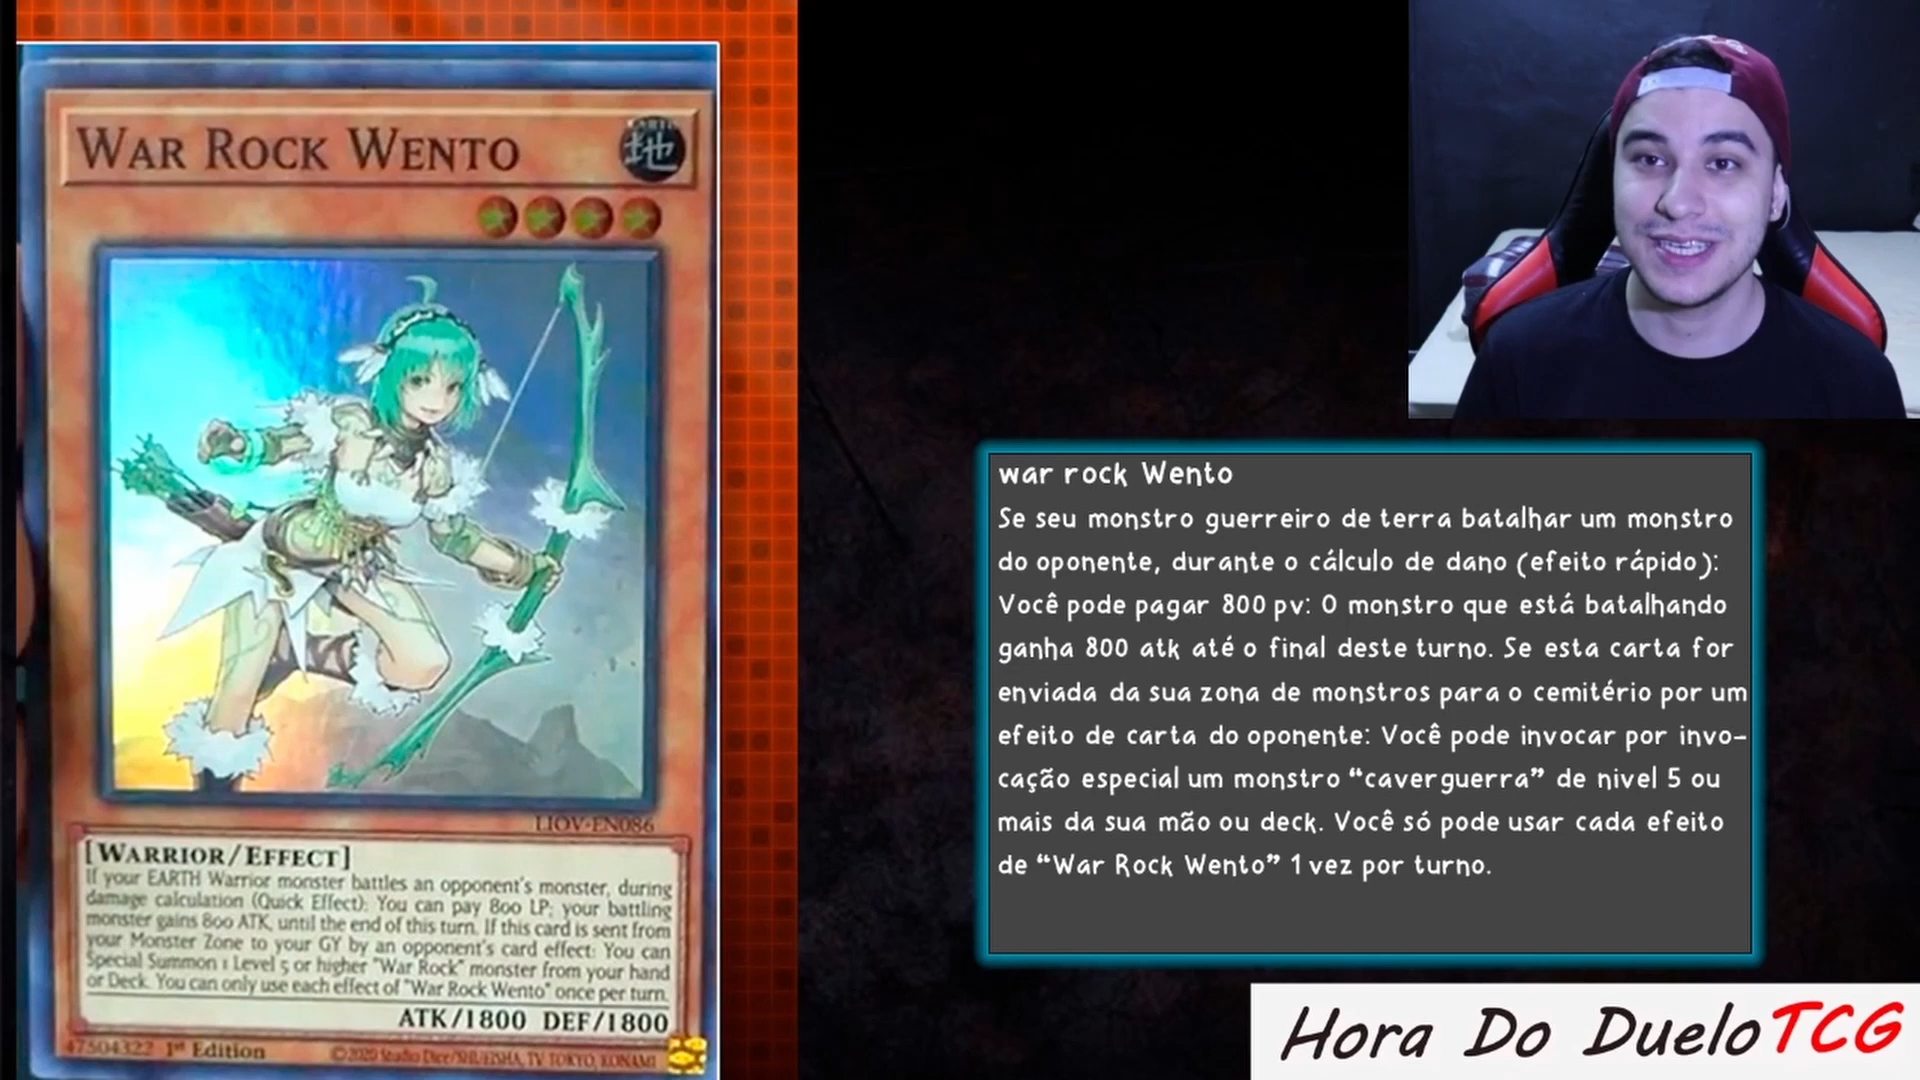 WAR ROCK WENTO
EARTH
地
LIOV-EN086
[WARRIOR/EFFECT]
If your EARTH Warrior monster battles an opponent's monster, during
damage calculation (Quick Effect): You can pay 800 LP; your battling
monster gains 800 ATK, until the end of this turn. If this card is sent from
your Monster Zone to your GY by an opponent's card effect: You can
Special Summon 1 Level 5 or higher "War Rock" monster from your hand
or Deck. You can only use each effect of "War Rock Wento" once per turn.
ATK/1800 DEF/1800
47504322 1st Edition
©2020 Studio Dice/SHUEISHA, TV TOKYO, KONAMI
war rock Wento
Se seu monstro guerreiro de terra batalhar um monstro
do oponente, durante o cálculo de dano (efeito rápido):
Você pode pagar 800 pv: O monstro que está batalhando
ganha 800 atk até o final deste turno. Se esta carta for
enviada da sua zona de monstros para o cemitério por um
efeito de carta do oponente: Você pode invocar por invo-
cação especial um monstro “caverguerra” de nivel 5 ou
mais da sua mão ou deck. Você só pode usar cada efeito
de “War Rock Wento” 1 vez por turno.
Hora Do DueloTCG